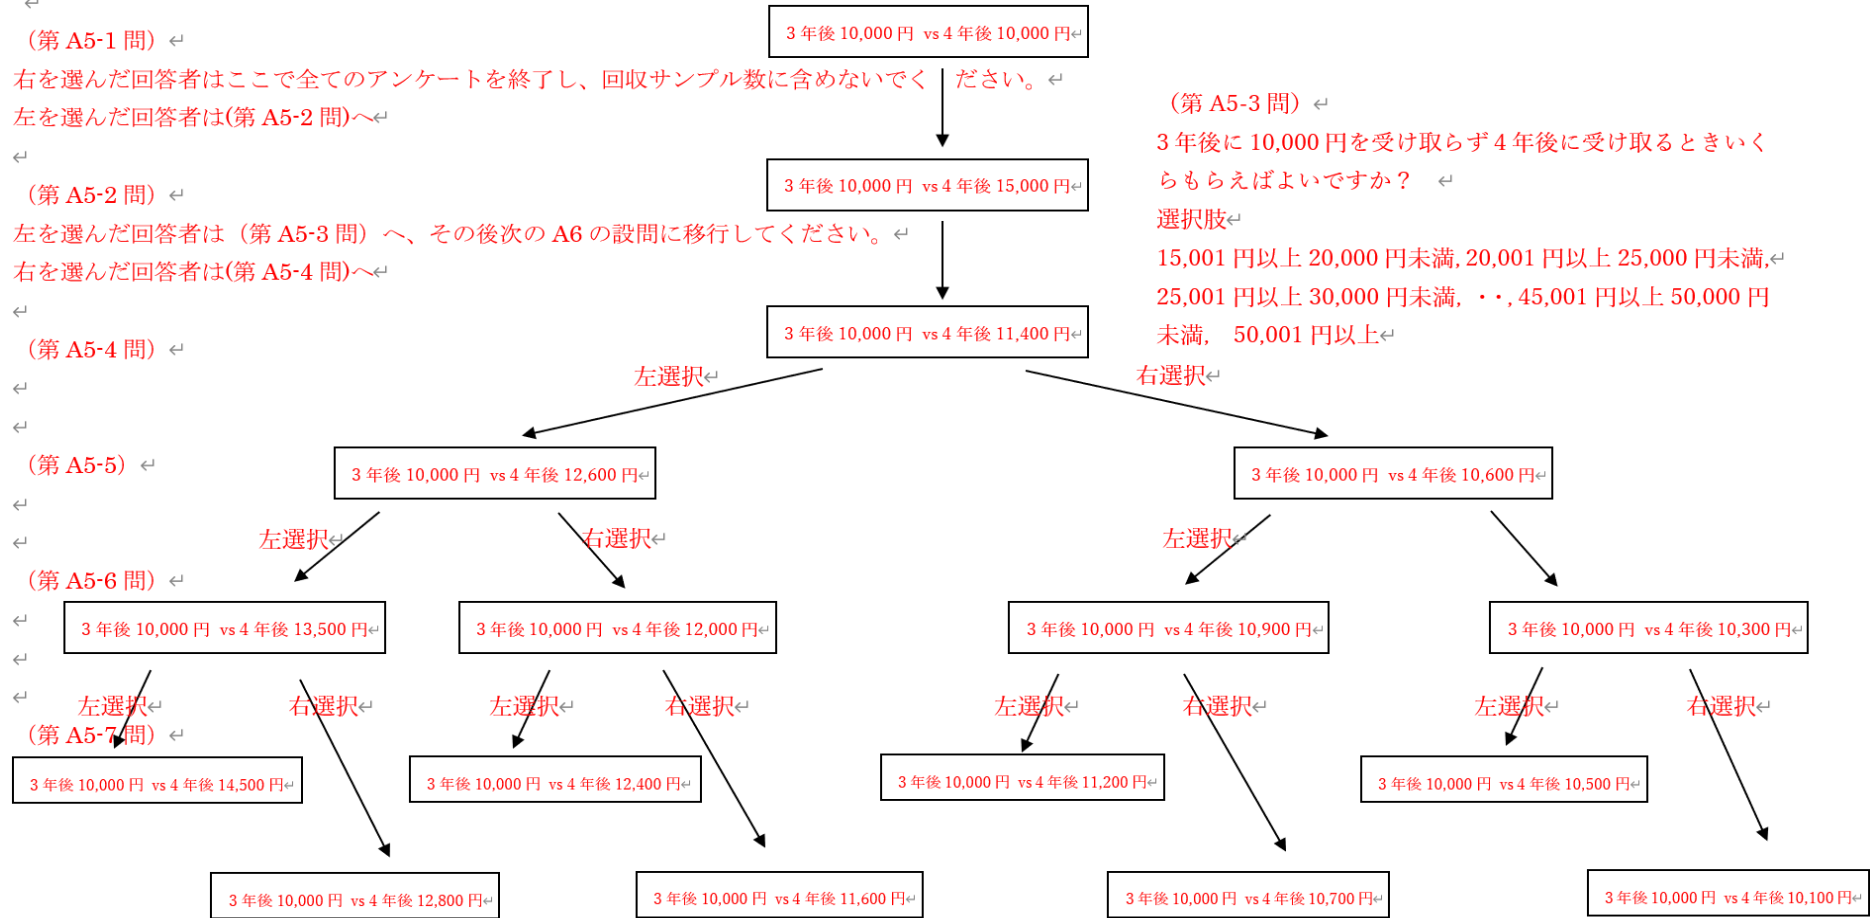 3 年後 10,000 円 vs 4 年後 10,000 円↵
（第 A5-1 問）↵
右を選んだ回答者はここで全てのアンケートを終了し、回収サンプル数に含めないでく ださい。↵
左を選んだ回答者は(第 A5-2 問)へ↵
↵
（第 A5-2 問）↵
左を選んだ回答者は（第 A5-3 問）へ、その後次の A6 の設問に移行してください。↵
右を選んだ回答者は(第 A5-4 問)へ↵
↵
3 年後 10,000 円 vs 4 年後 15,000 円↵
（第 A5-3 問）↵
3 年後に 10,000 円を受け取らず 4 年後に受け取るときいく
らもらえばよいですか？ ↵
選択肢↵
15,001 円以上 20,000 円未満, 20,001 円以上 25,000 円未満,↵
25,001 円以上 30,000 円未満, ・・, 45,001 円以上 50,000 円
未満, 50,001 円以上↵
（第 A5-4 問）↵
3 年後 10,000 円 vs 4 年後 11,400 円↵
左選択↵
右選択↵
（第 A5-5）↵
3 年後 10,000 円 vs 4 年後 12,600 円↵
3 年後 10,000 円 vs 4 年後 10,600 円↵
左選択↵
右選択↵
左選択↵
（第 A5-6 問）↵
3 年後 10,000 円 vs 4 年後 13,500 円↵
3 年後 10,000 円 vs 4 年後 12,000 円↵
3 年後 10,000 円 vs 4 年後 10,900 円↵
3 年後 10,000 円 vs 4 年後 10,300 円↵
左選択↵
右選択↵
左選択↵
右選択↵
左選択↵
右選択↵
左選択↵
右選択↵
（第 A5-7 問）↵
3 年後 10,000 円 vs 4 年後 14,500 円↵
3 年後 10,000 円 vs 4 年後 12,400 円↵
3 年後 10,000 円 vs 4 年後 11,200 円↵
3 年後 10,000 円 vs 4 年後 10,500 円↵
3 年後 10,000 円 vs 4 年後 12,800 円↵
3 年後 10,000 円 vs 4 年後 11,600 円↵
3 年後 10,000 円 vs 4 年後 10,700 円↵
3 年後 10,000 円 vs 4 年後 10,100 円↵